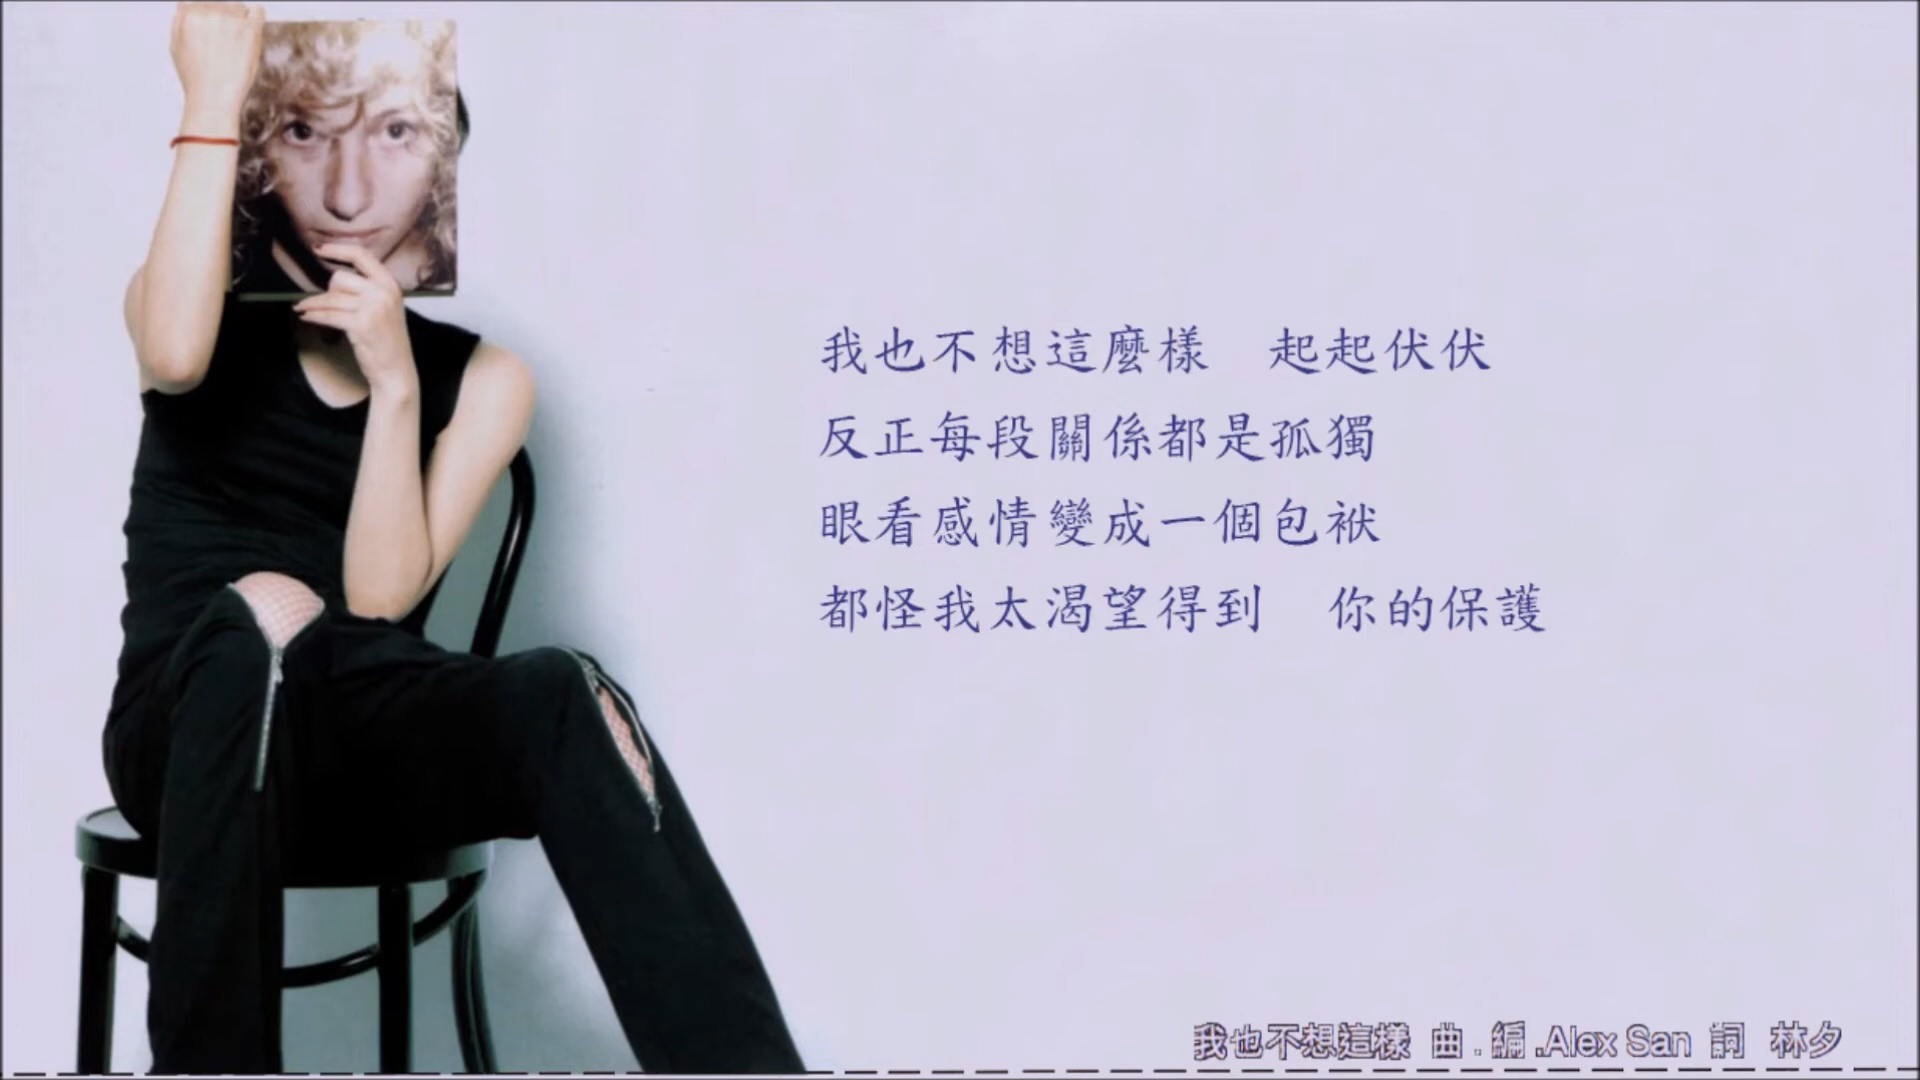 我也不想這麼樣　起起伏伏
反正每段關係都是孤獨
眼看感情變成一個包袱
都怪我太渴望得到　你的保護
我也不想這樣 曲.編.Alex San 詞 林夕